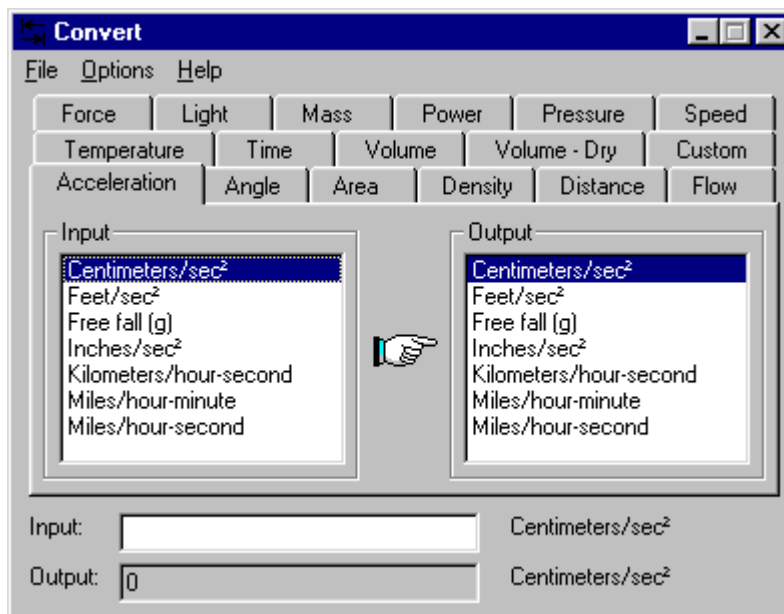 Convert
File Options Help
Force Light Mass Power Pressure Speed
Temperature Time Volume Volume - Dry Custom
Acceleration Angle Area Density Distance Flow
Input
Centimeters/sec²
Feet/sec²
Free fall (g)
Inches/sec²
Kilometers/hour-second
Miles/hour-minute
Miles/hour-second
Output
Centimeters/sec²
Feet/sec²
Free fall (g)
Inches/sec²
Kilometers/hour-second
Miles/hour-minute
Miles/hour-second
Input: Centimeters/sec²
Output: 0 Centimeters/sec²